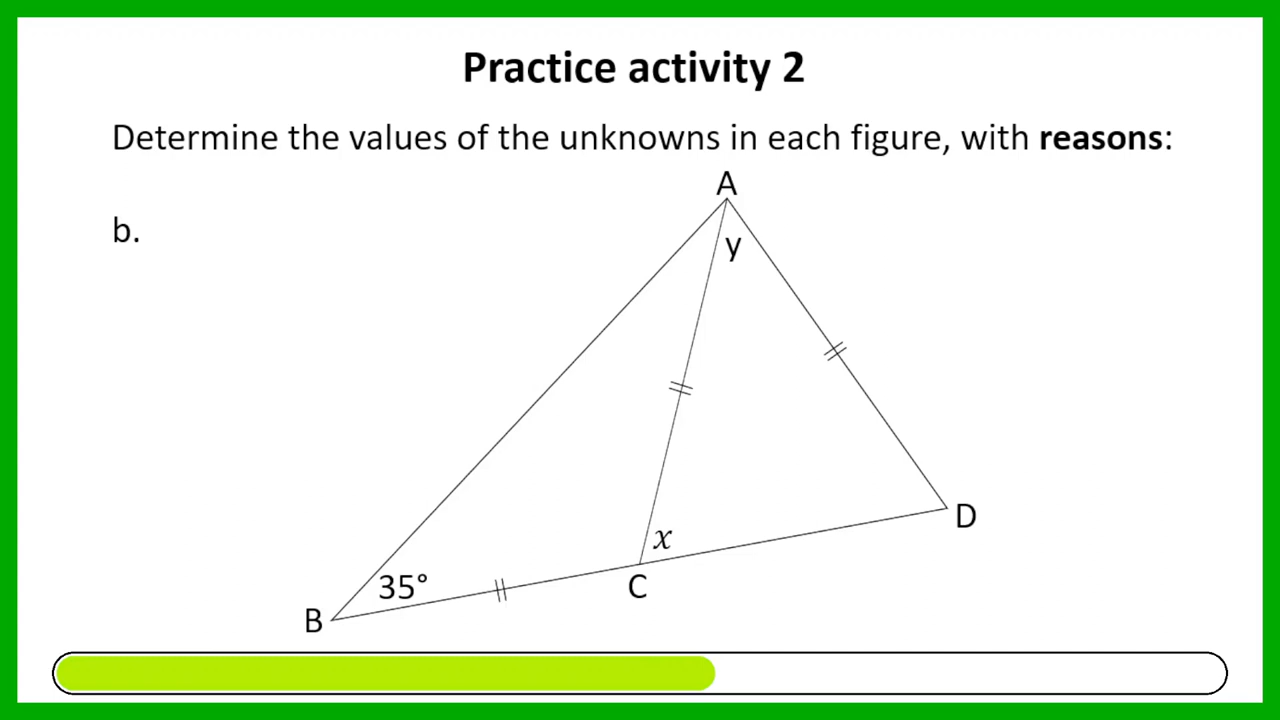 Practice activity 2
Determine the values of the unknowns in each figure, with reasons:
A
b.
y
x
D
35°
C
B